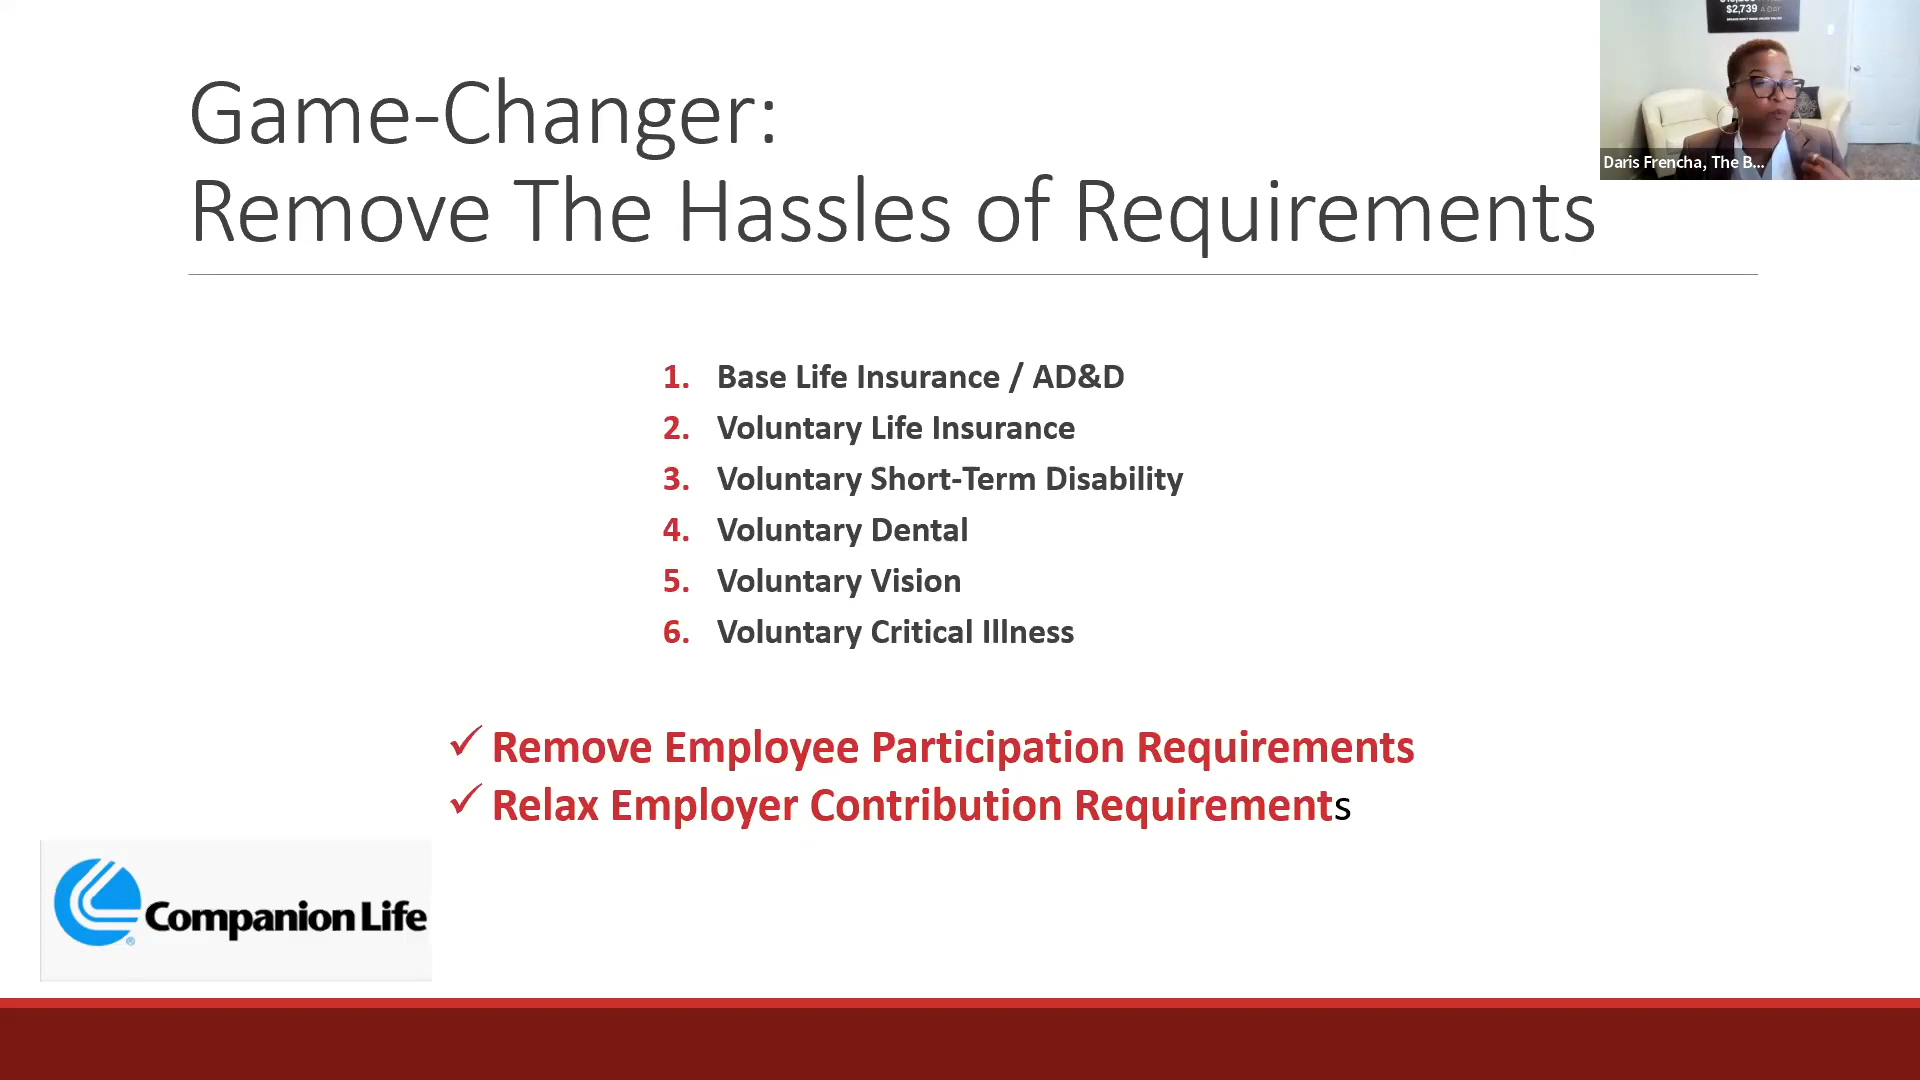 Game-Changer:
Remove The Hassles of Requirements
$2,739 A DAY
Daris Frencha, The B...
1. Base Life Insurance / AD&D
2. Voluntary Life Insurance
3. Voluntary Short-Term Disability
4. Voluntary Dental
5. Voluntary Vision
6. Voluntary Critical Illness
✓ Remove Employee Participation Requirements
✓ Relax Employer Contribution Requirements
Companion Life
®